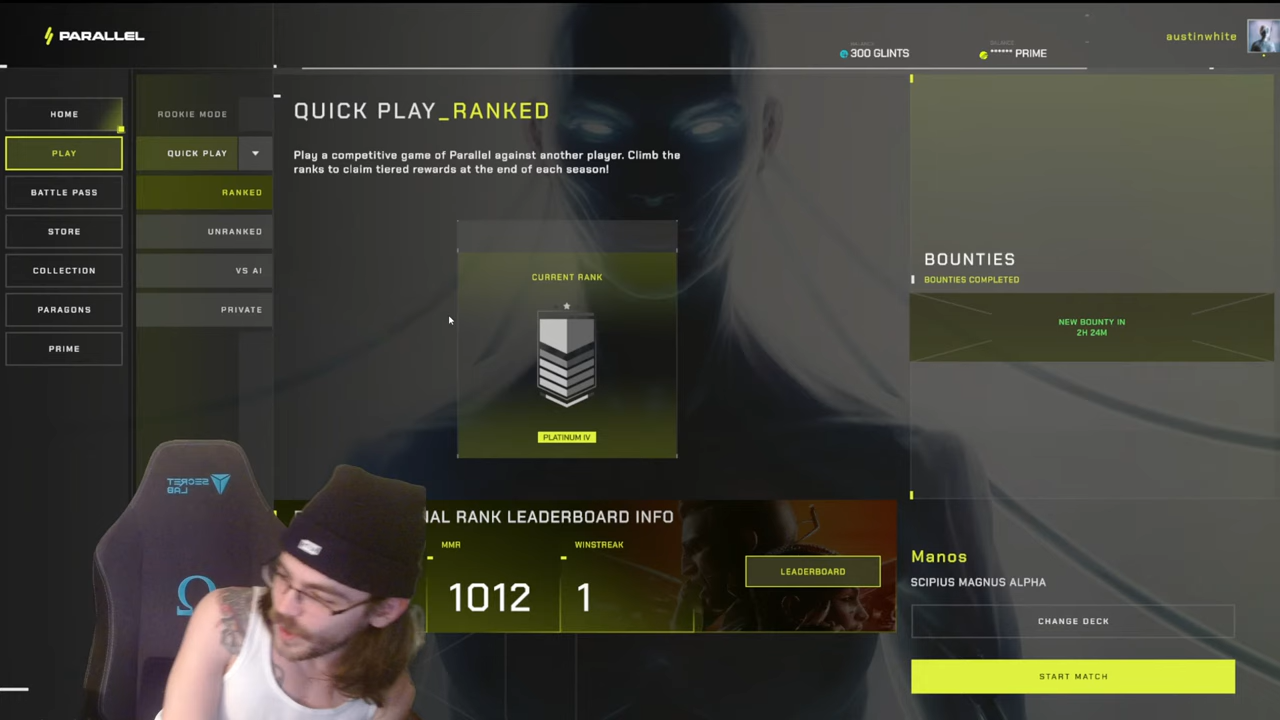 PARALLEL
300 GLINTS
****** PRIME
austinwhite
HOME
PLAY
BATTLE PASS
STORE
COLLECTION
PARAGONS
PRIME
ROOKIE MODE
QUICK PLAY
RANKED
UNRANKED
VS AI
PRIVATE
QUICK PLAY_RANKED
Play a competitive game of Parallel against another player. Climb the
ranks to claim tiered rewards at the end of each season!
CURRENT RANK
PLATINUM IV
NAL RANK LEADERBOARD INFO
MMR
1012
WINSTREAK
1
LEADERBOARD
BOUNTIES
BOUNTIES COMPLETED
NEW BOUNTY IN
2H 24M
Manos
SCIPIUS MAGNUS ALPHA
CHANGE DECK
START MATCH